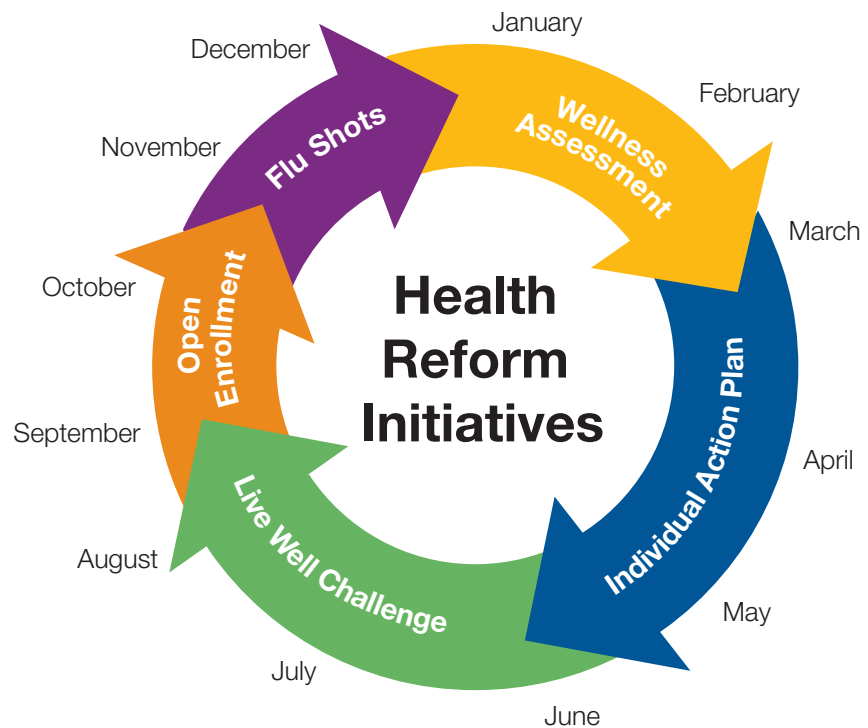 Health
Reform
Initiatives
January
February
March
April
May
June
July
August
September
October
November
December
Wellness
Assessment
Individual Action Plan
Live Well Challenge
Open
Enrollment
Flu Shots